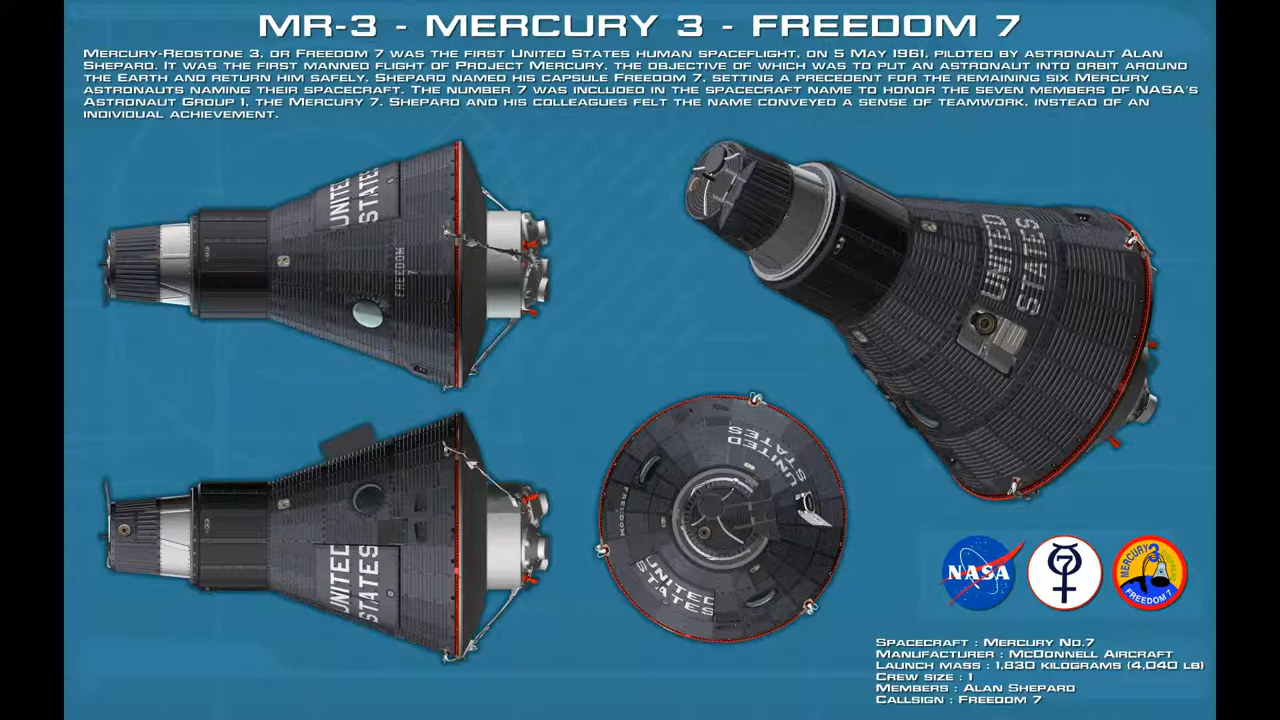 MR-3 - MERCURY 3 - FREEDOM 7
MERCURY-REDSTONE 3, OR FREEDOM 7 WAS THE FIRST UNITED STATES HUMAN SPACEFLIGHT, ON 5 MAY 1961, PILOTED BY ASTRONAUT ALAN
SHEPARD. IT WAS THE FIRST MANNED FLIGHT OF PROJECT MERCURY, THE OBJECTIVE OF WHICH WAS TO PUT AN ASTRONAUT INTO ORBIT AROUND
THE EARTH AND RETURN HIM SAFELY. SHEPARD NAMED HIS CAPSULE FREEDOM 7, SETTING A PRECEDENT FOR THE REMAINING SIX MERCURY
ASTRONAUTS NAMING THEIR SPACECRAFT. THE NUMBER 7 WAS INCLUDED IN THE SPACECRAFT NAME TO HONOR THE SEVEN MEMBERS OF NASA'S
ASTRONAUT GROUP 1, THE MERCURY 7. SHEPARD AND HIS COLLEAGUES FELT THE NAME CONVEYED A SENSE OF TEAMWORK, INSTEAD OF AN
INDIVIDUAL ACHIEVEMENT.
UNITED
STATES
FREEDOM
7
UNITED
STATES
UNITED
STATES
UNITED
STATES
FREEDOM
UNITED
STATES
UNITED
STATES
NASA
MERCURY 3
FREEDOM 7
SPACECRAFT : MERCURY NO.7
MANUFACTURER : MCDONNELL AIRCRAFT
LAUNCH MASS : 1,830 KILOGRAMS (4,040 LB)
CREW SIZE : 1
MEMBERS : ALAN SHEPARD
CALLSIGN : FREEDOM 7